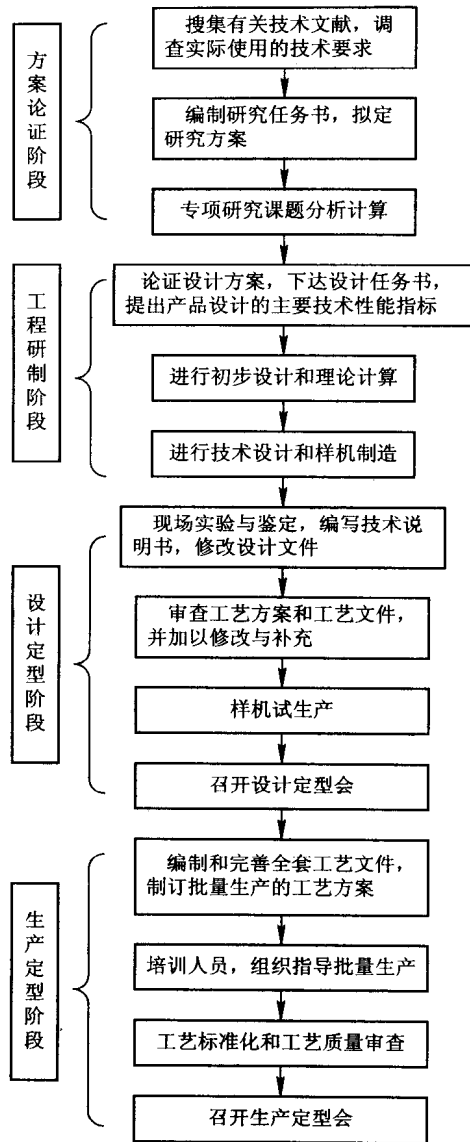 方案论证阶段
搜集有关技术文献，调
查实际使用的技术要求
编制研究任务书，拟定
研究方案
专项研究课题分析计算
工程研制阶段
论证设计方案，下达设计任务书，
提出产品设计的主要技术性能指标
进行初步设计和理论计算
进行技术设计和样机制造
设计定型阶段
现场实验与鉴定，编写技术说
明书，修改设计文件
审查工艺方案和工艺文件，
并加以修改与补充
样机试生产
召开设计定型会
生产定型阶段
编制和完善全套工艺文件，
制订批量生产的工艺方案
培训人员，组织指导批量生产
工艺标准化和工艺质量审查
召开生产定型会